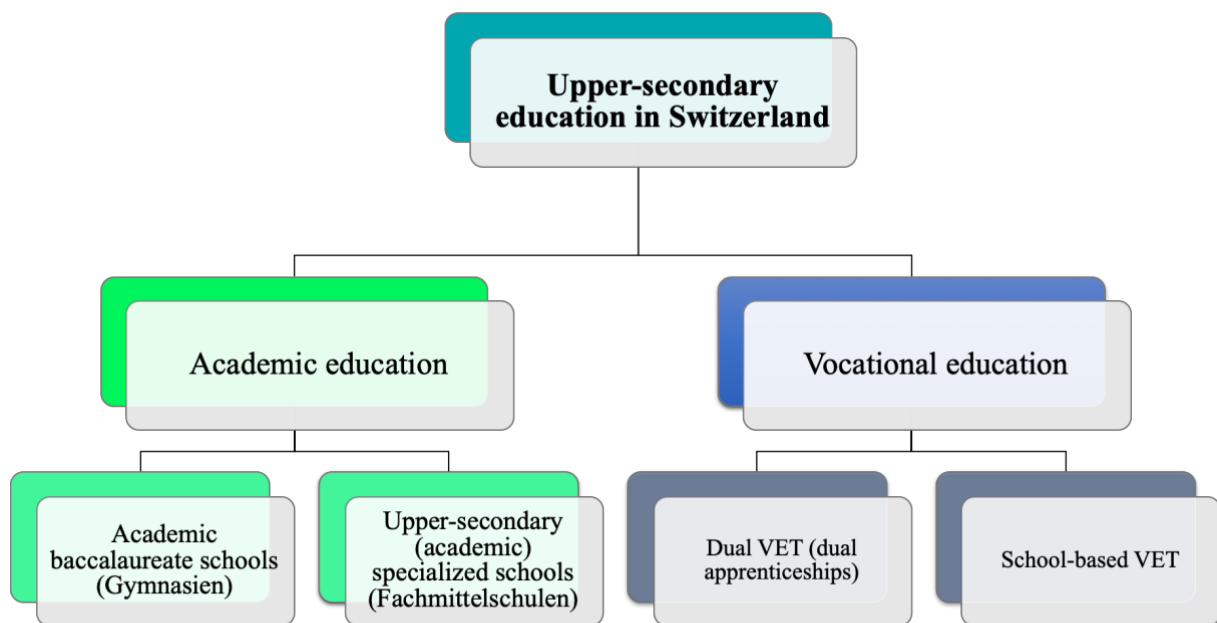 Upper-secondary
education in Switzerland
Academic education
Vocational education
Academic
baccalaureate schools
(Gymnasien)
Upper-secondary
(academic)
specialized schools
(Fachmittelschulen)
Dual VET (dual
apprenticeships)
School-based VET